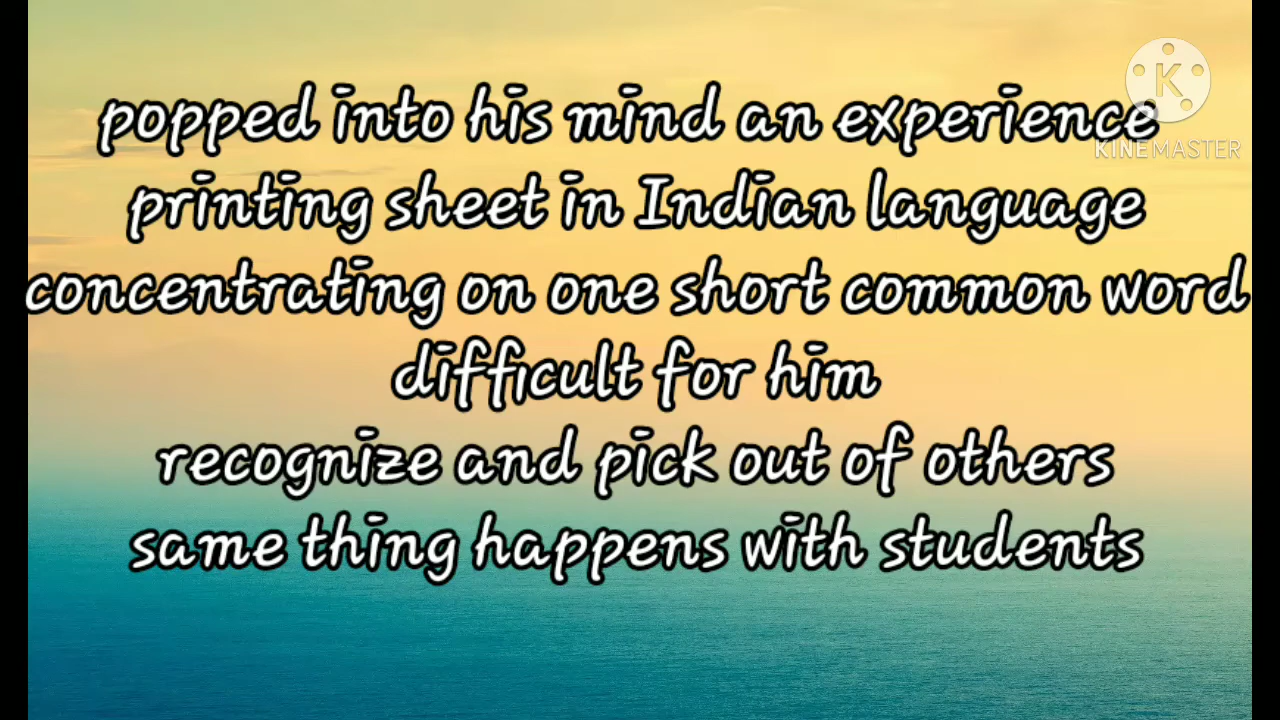 popped into his mind an experience
KINEMASTER
printing sheet in Indian language
concentrating on one short common word
difficult for him
recognize and pick out of others
same thing happens with students